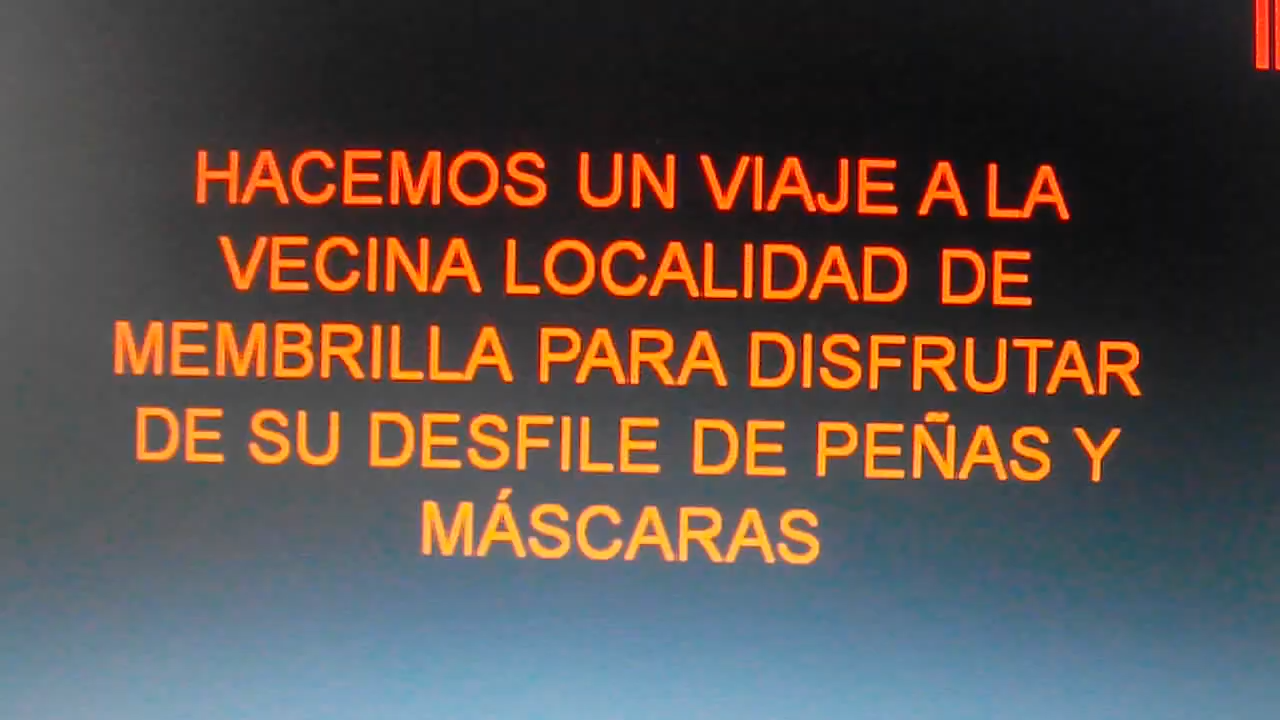 HACEMOS UN VIAJE A LA
VECINA LOCALIDAD DE
MEMBRILLA PARA DISFRUTAR
DE SU DESFILE DE PEÑAS Y
MÁSCARAS